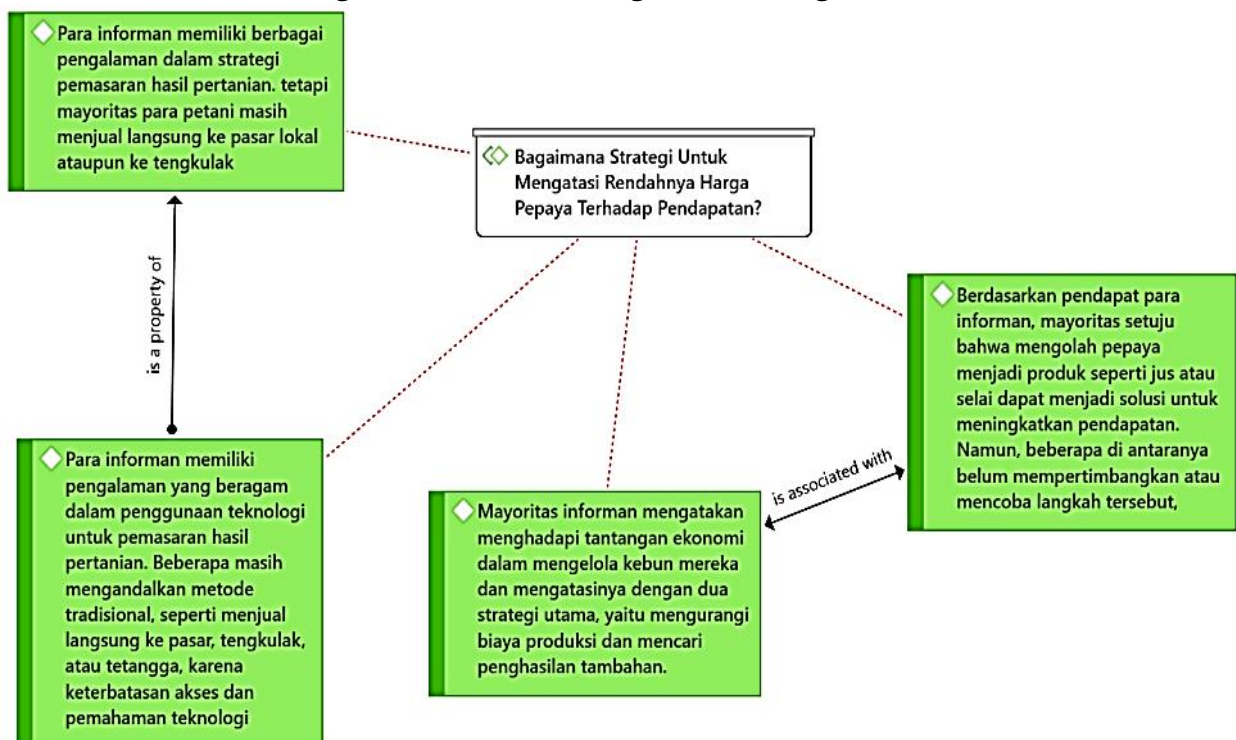 Para informan memiliki berbagai
pengalaman dalam strategi
pemasaran hasil pertanian. tetapi
mayoritas para petani masih
menjual langsung ke pasar lokal
ataupun ke tengkulak
Bagaimana Strategi Untuk
Mengatasi Rendahnya Harga
Pepaya Terhadap Pendapatan?
is a property of
Berdasarkan pendapat para
informan, mayoritas setuju
bahwa mengolah pepaya
menjadi produk seperti jus atau
selai dapat menjadi solusi untuk
meningkatkan pendapatan.
Namun, beberapa di antaranya
belum mempertimbangkan atau
mencoba langkah tersebut,
is associated with
Para informan memiliki
pengalaman yang beragam
dalam penggunaan teknologi
untuk pemasaran hasil
pertanian. Beberapa masih
mengandalkan metode
tradisional, seperti menjual
langsung ke pasar, tengkulak,
atau tetangga, karena
keterbatasan akses dan
pemahaman teknologi
Mayoritas informan mengatakan
menghadapi tantangan ekonomi
dalam mengelola kebun mereka
dan mengatasinya dengan dua
strategi utama, yaitu mengurangi
biaya produksi dan mencari
penghasilan tambahan.